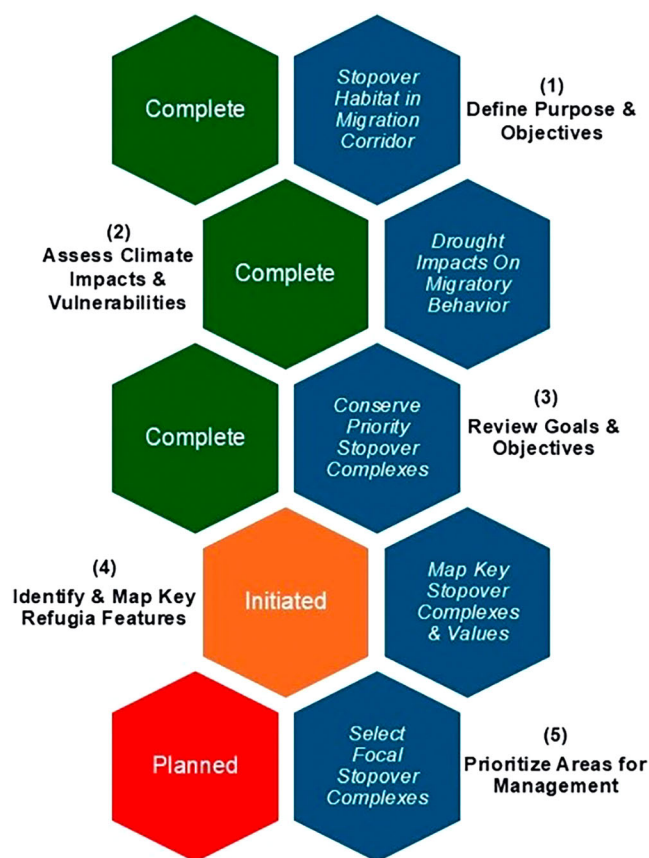 Complete
Stopover
Habitat in
Migration
Corridor
(1)
Define Purpose &
Objectives
(2)
Assess Climate
Impacts &
Vulnerabilities
Complete
Drought
Impacts On
Migratory
Behavior
Complete
Conserve
Priority
Stopover
Complexes
(3)
Review Goals &
Objectives
(4)
Identify & Map Key
Refugia Features
Initiated
Map Key
Stopover
Complexes
& Values
Planned
Select
Focal
Stopover
Complexes
(5)
Prioritize Areas for
Management